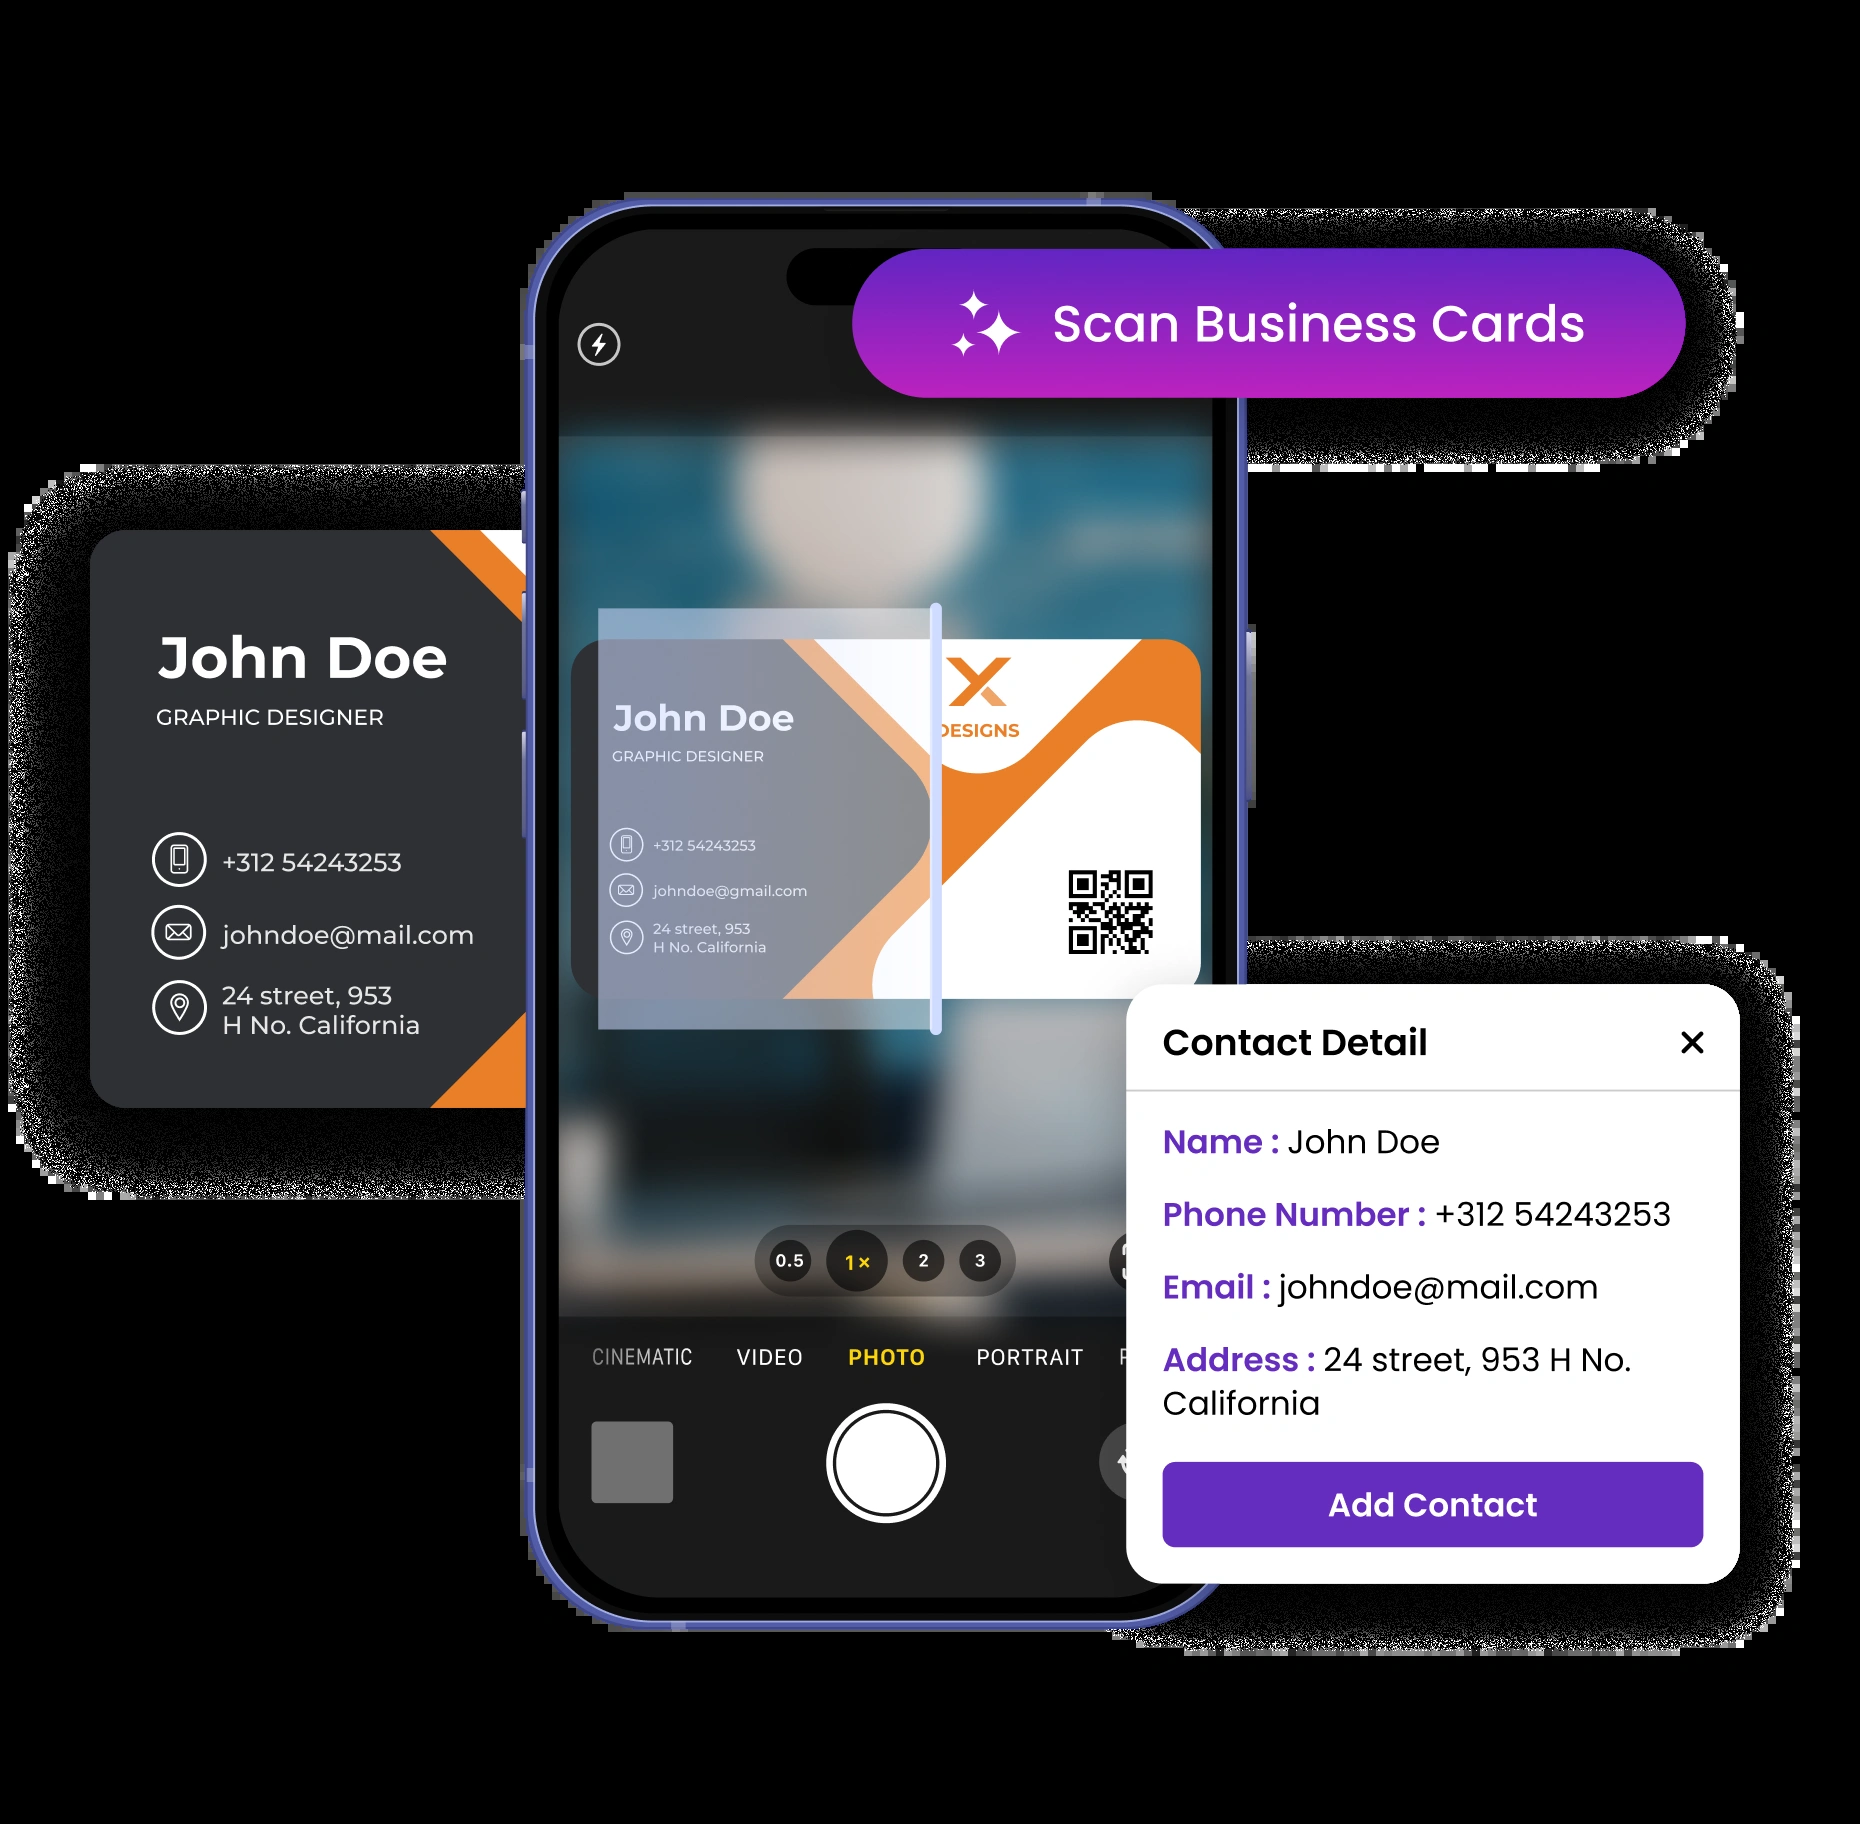 Scan Business Cards
John Doe
GRAPHIC DESIGNER
+312 54243253
johndoe@mail.com
24 street, 953
H No. California
X
DESIGNS
John Doe
GRAPHIC DESIGNER
+312 54243253
johndoe@gmail.com
24 street, 953
H No. California
0.5
1×
2
3
CINEMATIC
VIDEO
PHOTO
PORTRAIT
Contact Detail
Name : John Doe
Phone Number : +312 54243253
Email : johndoe@mail.com
Address : 24 street, 953 H No.
California
Add Contact